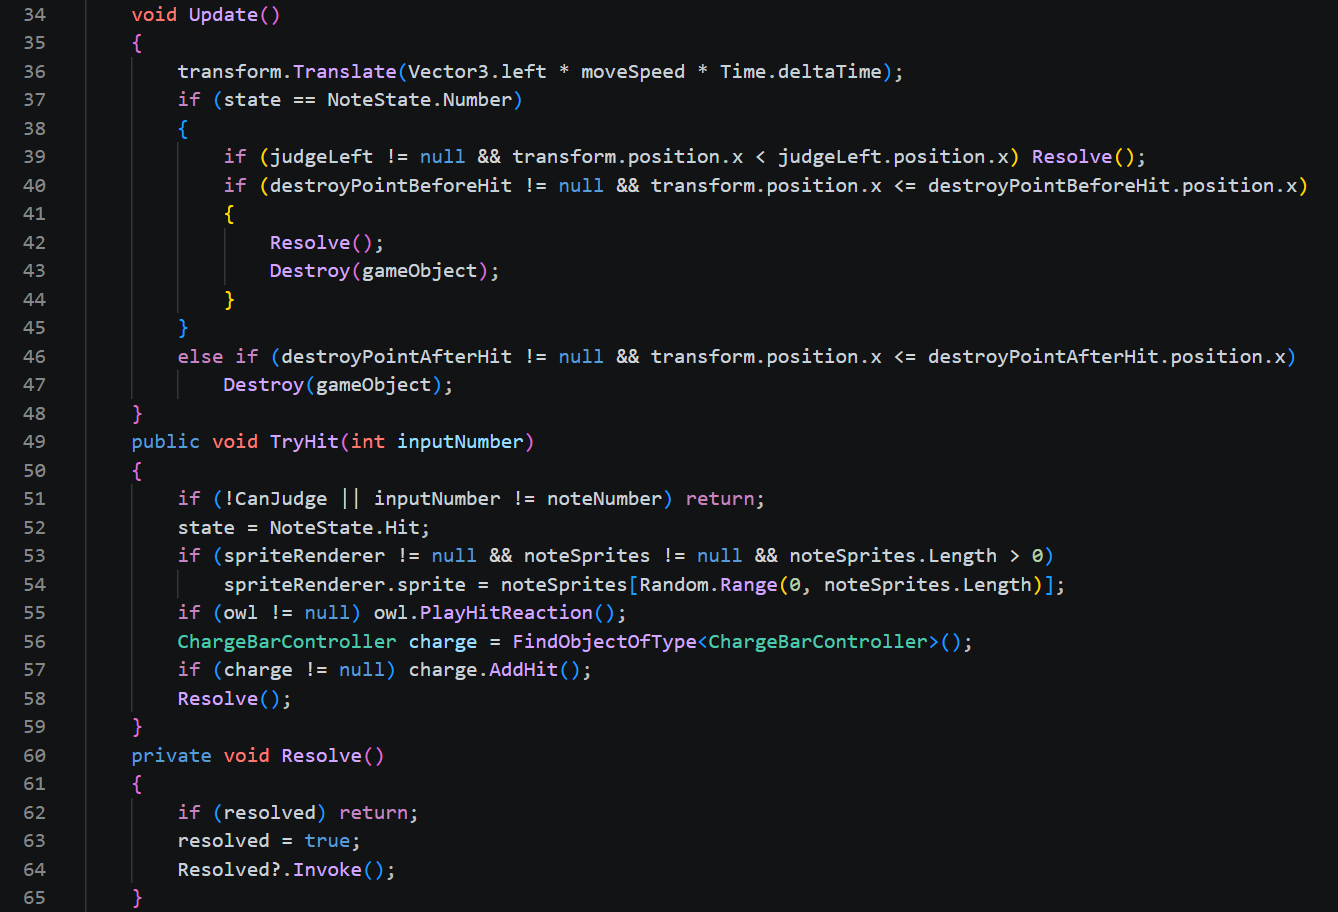 34 void Update()
35 {
36 transform.Translate(Vector3.left * moveSpeed * Time.deltaTime);
37 if (state == NoteState.Number)
38 {
39 if (judgeLeft != null && transform.position.x < judgeLeft.position.x) Resolve();
40 if (destroyPointBeforeHit != null && transform.position.x <= destroyPointBeforeHit.position.x)
41 {
42 Resolve();
43 Destroy(gameObject);
44 }
45 }
46 else if (destroyPointAfterHit != null && transform.position.x <= destroyPointAfterHit.position.x)
47 Destroy(gameObject);
48 }
49 public void TryHit(int inputNumber)
50 {
51 if (!CanJudge || inputNumber != noteNumber) return;
52 state = NoteState.Hit;
53 if (spriteRenderer != null && noteSprites != null && noteSprites.Length > 0)
54 spriteRenderer.sprite = noteSprites[Random.Range(0, noteSprites.Length)];
55 if (owl != null) owl.PlayHitReaction();
56 ChargeBarController charge = FindObjectOfType<ChargeBarController>();
57 if (charge != null) charge.AddHit();
58 Resolve();
59 }
60 private void Resolve()
61 {
62 if (resolved) return;
63 resolved = true;
64 Resolved?.Invoke();
65 }